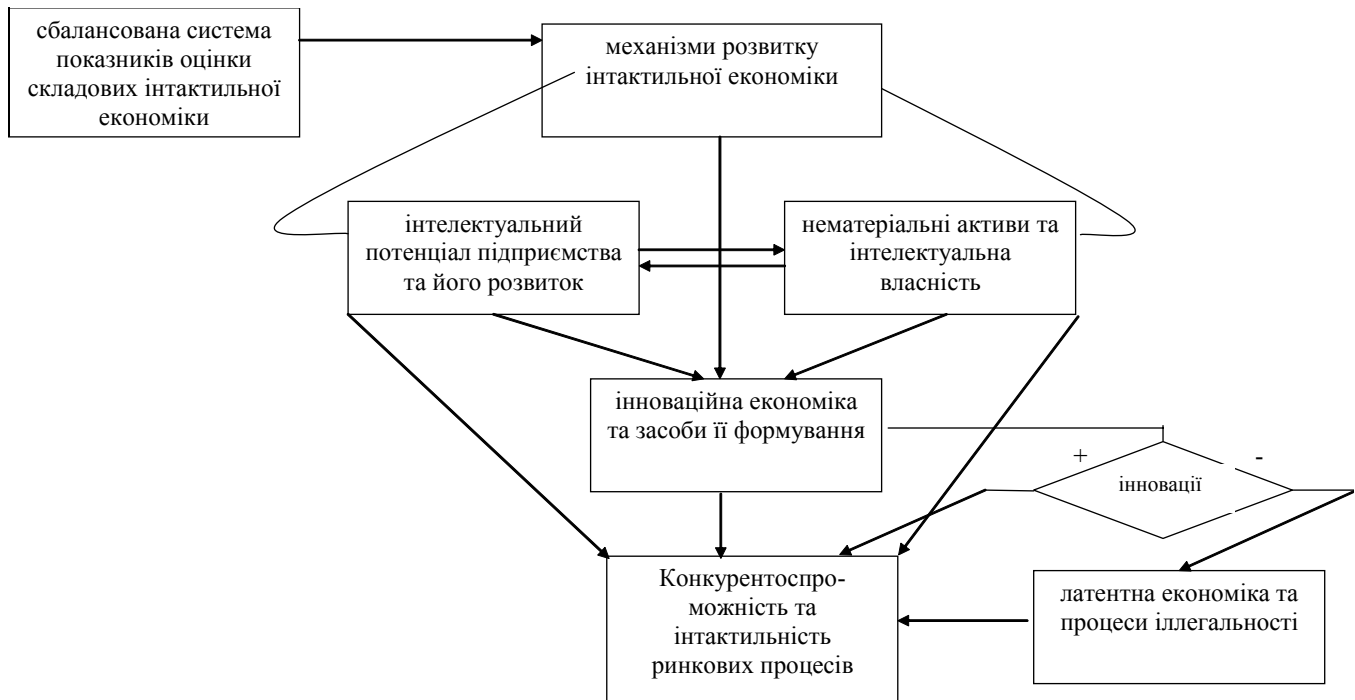 сбалансована система
показників оцінки
складових інтактильної
економіки
механізми розвитку
інтактильної економіки
інтелектуальний
потенціал підприємства
та його розвиток
нематеріальні активи та
інтелектуальна
власність
інноваційна економіка
та засоби її формування
+
-
інновації
Конкурентоспро-
можність та
інтактильність
ринкових процесів
латентна економіка та
процеси іллегальності